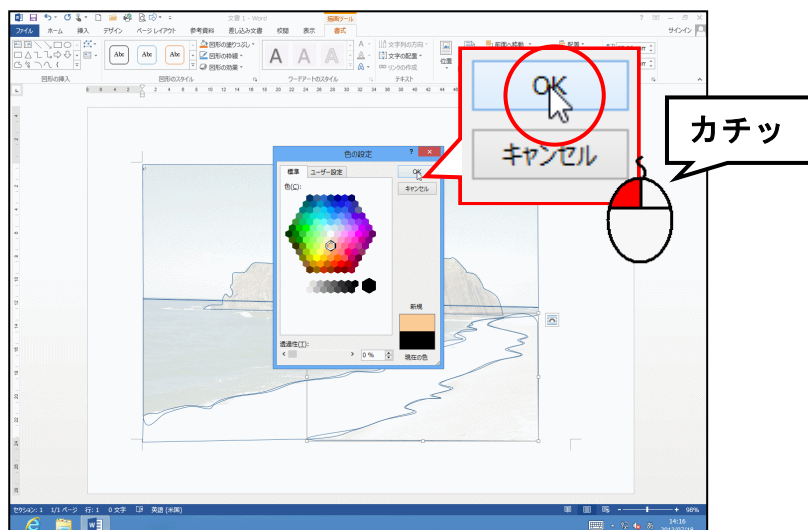 文書 1 - Word
描画ツール
サインイン
ファイル ホーム 挿入 デザイン ページ レイアウト 参考資料 差し込み文書 校閲 表示 書式
Abc Abc Abc
図形の塗りつぶし
図形の枠線
図形の効果
A A A
文字列の方向
文字の配置
リンクの作成
位置
前面へ移動
配置
図形の挿入 図形のスタイル ワードアートのスタイル テキスト
OK
キャンセル
カチッ
色の設定
標準 ユーザー設定
OK
キャンセル
色(C):
新規
現在の色
透過性(T):
0 %
セクション: 1 1/1 ページ 行: 1 0 文字 英語 (米国)
98%
14:16